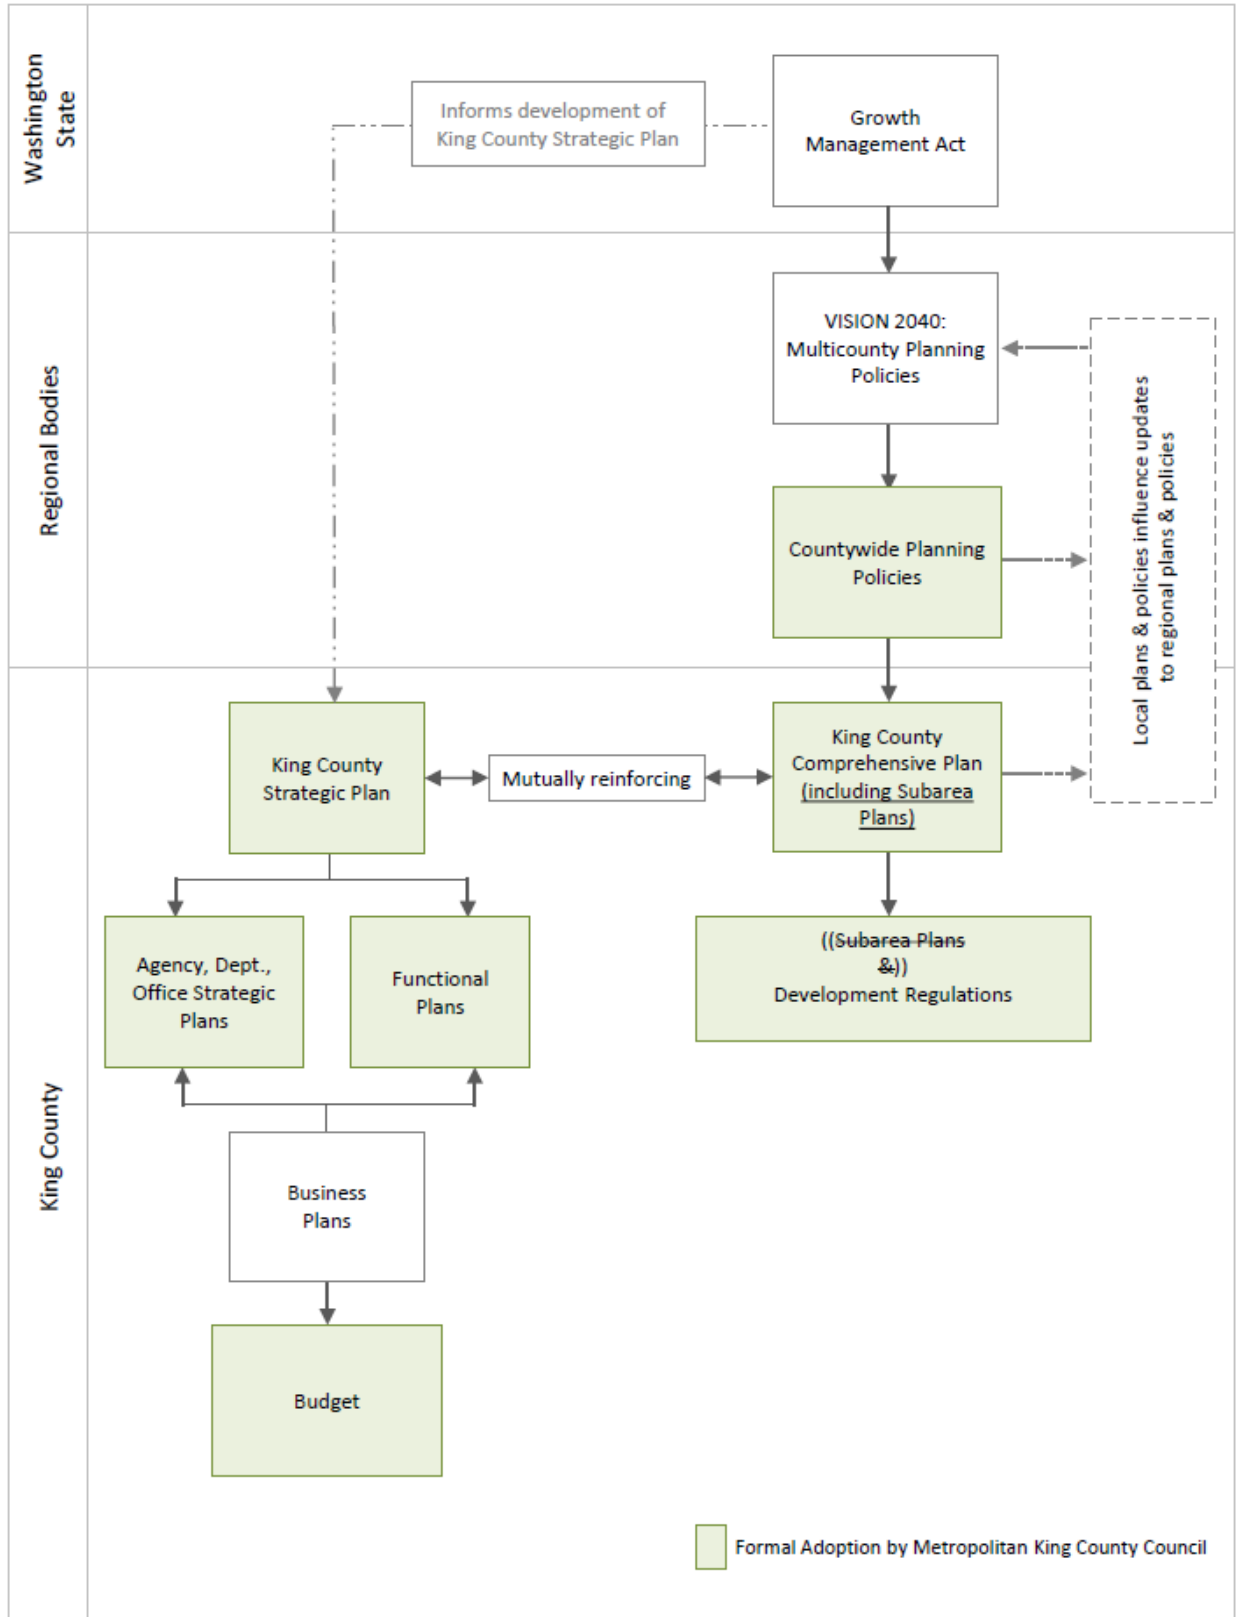 Washington
State
Informs development of
King County Strategic Plan
Growth
Management Act
Regional Bodies
VISION 2040:
Multicounty Planning
Policies
Local plans & policies influence updates
to regional plans & policies
Countywide Planning
Policies
King County
King County
Strategic Plan
Mutually reinforcing
King County
Comprehensive Plan
(including Subarea
Plans)
Agency, Dept.,
Office Strategic
Plans
Functional
Plans
((Subarea Plans
&))
Development Regulations
Business
Plans
Budget
Formal Adoption by Metropolitan King County Council